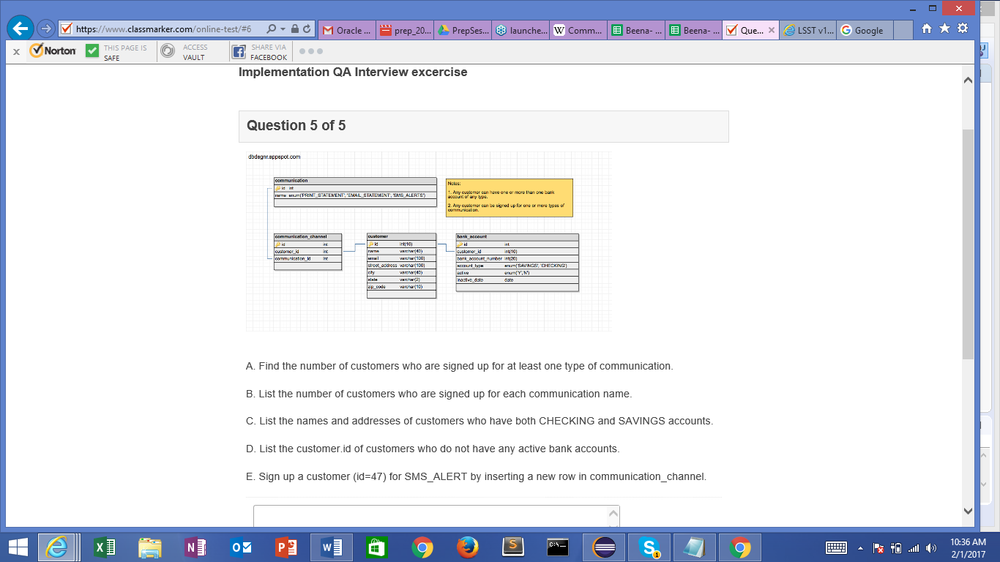 https://www.classmarker.com/online-test/#6
Oracle ...
prep_20...
PrepSes...
launche...
Comm...
Beena- ...
Beena- ...
Que...
LSST v1...
Google
x Norton
THIS PAGE IS
SAFE
ACCESS
VAULT
SHARE VIA
FACEBOOK
Implementation QA Interview excercise
Question 5 of 5
dbdsgnr.appspot.com
communication
id int
name enum('PRINT_STATEMENT', 'EMAIL_STATEMENT', 'SMS_ALERTS')
Notes:
1. Any customer can have one or more than one bank
account of any type.
2. Any customer can be signed up for one or more types of
communication.
communication_channel
id int
customer_id int
communication_id int
customer
id int(10)
name varchar(40)
email varchar(100)
street_address varchar(100)
city varchar(40)
state varchar(2)
zip_code varchar(10)
bank_account
id int
customer_id int(10)
bank_account_number int(20)
account_type enum('SAVINGS', 'CHECKING')
active enum('Y','N')
inactive_date date
A. Find the number of customers who are signed up for at least one type of communication.
B. List the number of customers who are signed up for each communication name.
C. List the names and addresses of customers who have both CHECKING and SAVINGS accounts.
D. List the customer.id of customers who do not have any active bank accounts.
E. Sign up a customer (id=47) for SMS_ALERT by inserting a new row in communication_channel.
10:36 AM
2/1/2017